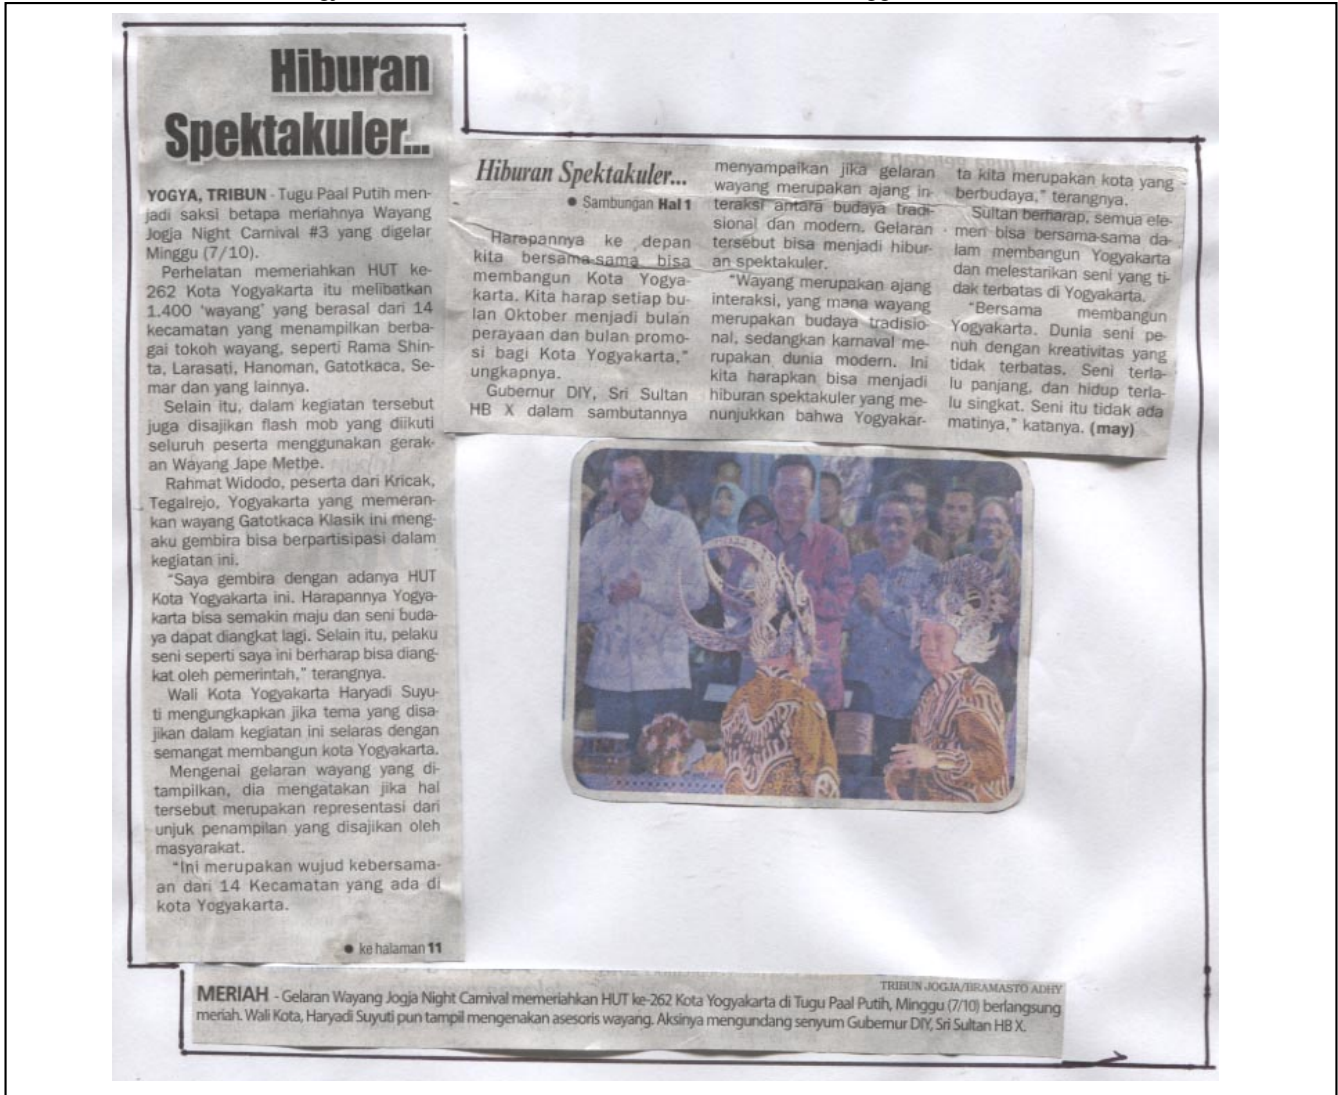 Hiburan
Spektakuler...
YOGYA, TRIBUN - Tugu Paal Putih men-
jadi saksi betapa meriahnya Wayang
Jogja Night Carnival #3 yang digelar
Minggu (7/10).
Perhelatan memeriahkan HUT ke-
262 Kota Yogyakarta itu melibatkan
1.400 'wayang' yang berasal dari 14
kecamatan yang menampilkan berba-
gai tokoh wayang, seperti Rama Shin-
ta, Larasati, Hanoman, Gatotkaca, Se-
mar dan yang lainnya.
Selain itu, dalam kegiatan tersebut
juga disajikan flash mob yang diikuti
seluruh peserta menggunakan gerak-
an Wayang Jape Methe.
Rahmat Widodo, peserta dari Kricak,
Tegalrejo, Yogyakarta yang memeran-
kan wayang Gatotkaca Klasik ini meng-
aku gembira bisa berpartisipasi dalam
kegiatan ini.
"Saya gembira dengan adanya HUT
Kota Yogyakarta ini. Harapannya Yogya-
karta bisa semakin maju dan seni buda-
ya dapat diangkat lagi. Selain itu, pelaku
seni seperti saya ini berharap bisa diang-
kat oleh pemerintah," terangnya.
Wali Kota Yogyakarta Haryadi Suyu-
ti mengungkapkan jika tema yang disa-
jikan dalam kegiatan ini selaras dengan
semangat membangun kota Yogyakarta.
Mengenai gelaran wayang yang di-
tampilkan, dia mengatakan jika hal
tersebut merupakan representasi dari
unjuk penampilan yang disajikan oleh
masyarakat.
"Ini merupakan wujud kebersama-
an dari 14 Kecamatan yang ada di
kota Yogyakarta.
● ke halaman 11
Hiburan Spektakuler...
● Sambungan Hal 1
Harapannya ke depan
kita bersama-sama bisa
membangun Kota Yogya-
karta. Kita harap setiap bu-
lan Oktober menjadi bulan
perayaan dan bulan promo-
si bagi Kota Yogyakarta,"
ungkapnya.
Gubernur DIY, Sri Sultan
HB X dalam sambutannya
menyampaikan jika gelaran
wayang merupakan ajang in-
teraksi antara budaya tradi-
sional dan modern. Gelaran
tersebut bisa menjadi hibur-
an spektakuler.
"Wayang merupakan ajang
interaksi, yang mana wayang
merupakan budaya tradisio-
nal, sedangkan karnaval me-
rupakan dunia modern. Ini
kita harapkan bisa menjadi
hiburan spektakuler yang me-
nunjukkan bahwa Yogyakar-
ta kita merupakan kota yang
berbudaya," terangnya.
Sultan berharap, semua ele-
men bisa bersama-sama da-
lam membangun Yogyakarta
dan melestarikan seni yang ti-
dak terbatas di Yogyakarta.
"Bersama membangun
Yogyakarta. Dunia seni pe-
nuh dengan kreativitas yang
tidak terbatas. Seni terla-
lu panjang, dan hidup terla-
lu singkat. Seni itu tidak ada
matinya," katanya. (may)
TRIBUN JOGJA/BRAMASTO ADHY
MERIAH - Gelaran Wayang Jogja Night Carnival memeriahkan HUT ke-262 Kota Yogyakarta di Tugu Paal Putih, Minggu (7/10) berlangsung
meriah. Wali Kota, Haryadi Suyuti pun tampil mengenakan asesoris wayang. Aksinya mengundang senyum Gubernur DIY, Sri Sultan HB X.